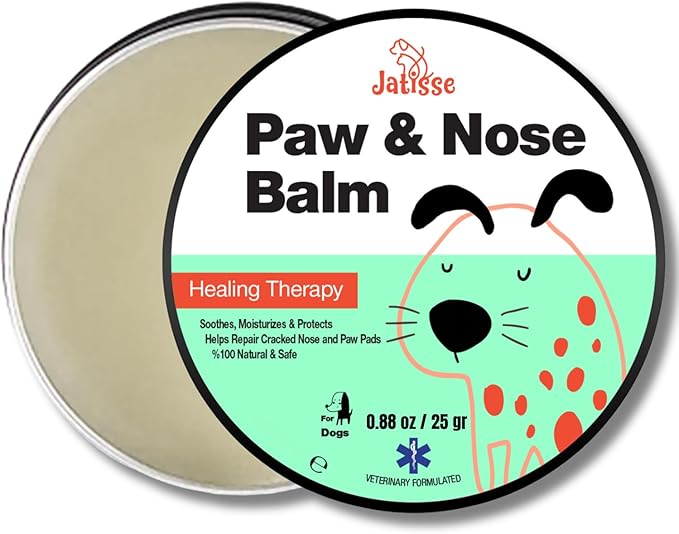 Jatisse
Paw & Nose
Balm
Healing Therapy
Soothes, Moisturizes & Protects
Helps Repair Cracked Nose and Paw Pads
%100 Natural & Safe
For
Dogs
0.88 oz / 25 gr
℮
VETERINARY FORMULATED